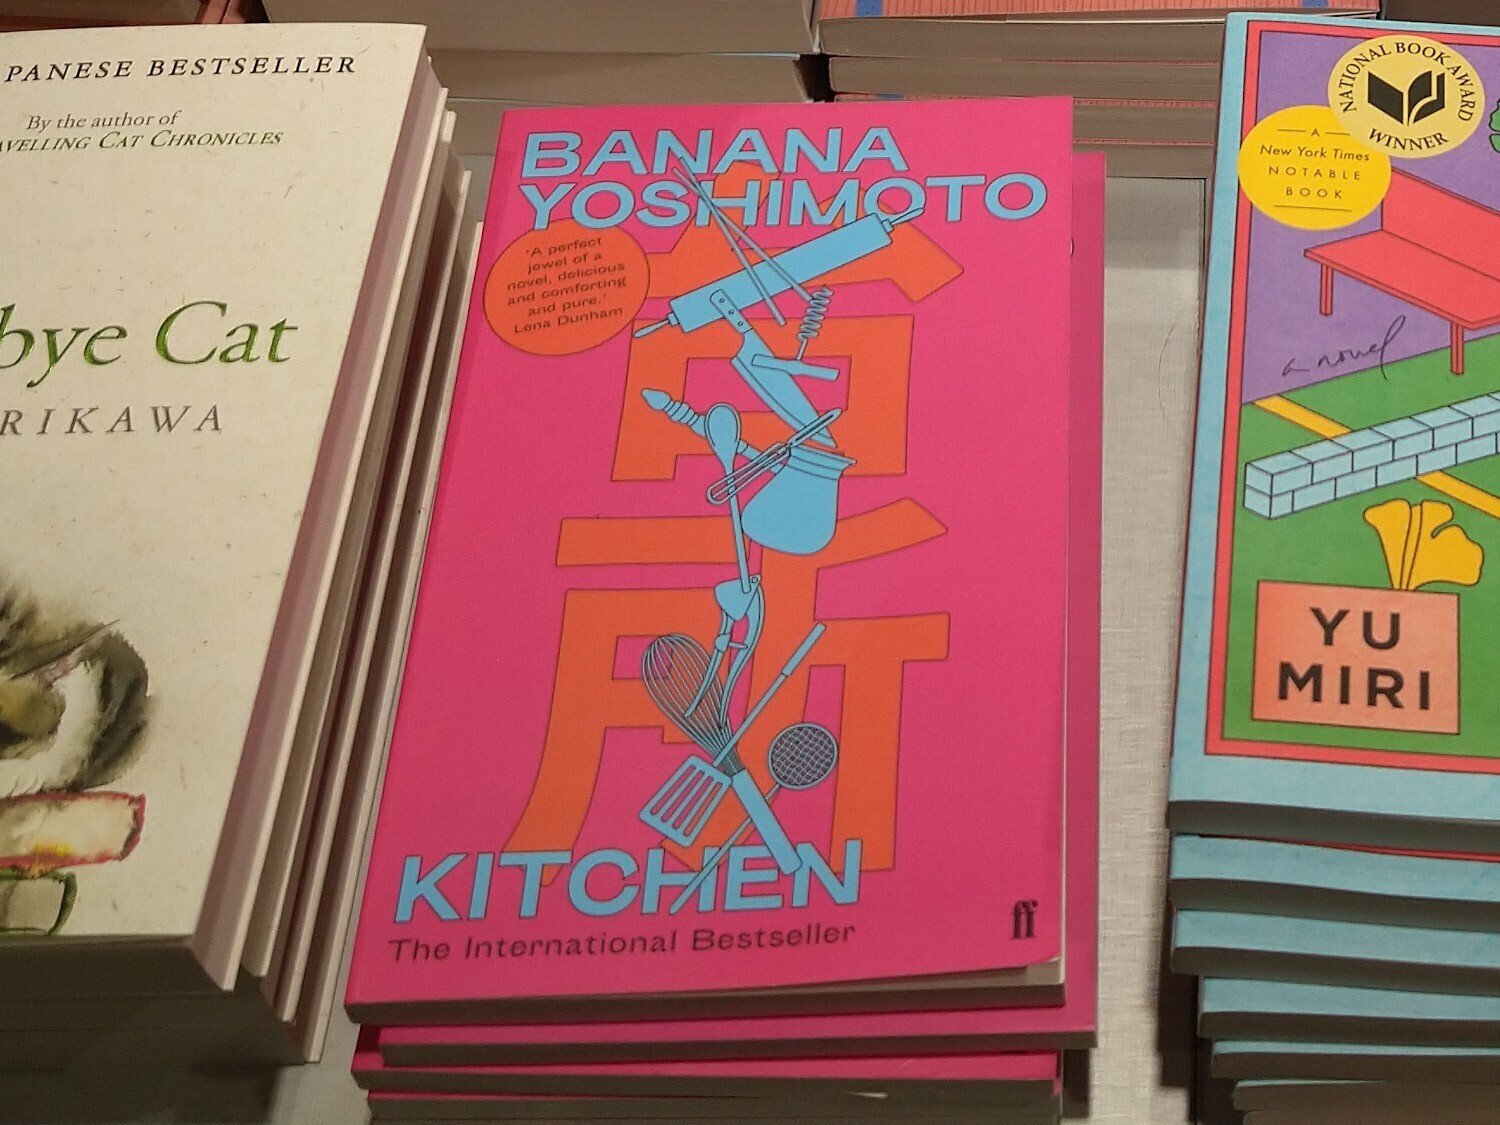 PANESE BESTSELLER
By the author of
AVELLING CAT CHRONICLES
bye Cat
RIKAWA
BANANA
YOSHIMOTO
'A perfect
jewel of a
novel, delicious
and comforting
and pure.'
Lena Dunham
台所
KITCHEN
The International Bestseller
ff
NATIONAL BOOK AWARD
WINNER
A
New York Times
NOTABLE
BOOK
a novel
YU
MIRI